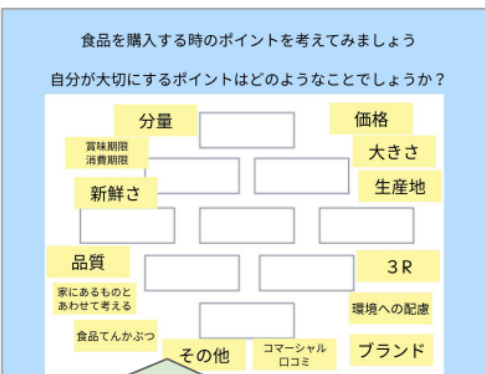 食品を購入する時のポイントを考えてみましょう
自分が大切にするポイントはどのようなことでしょうか？
分量
価格
賞味期限
消費期限
大きさ
新鮮さ
生産地
品質
３Ｒ
家にあるものと
あわせて考える
環境への配慮
食品てんかぶつ
その他
コマーシャル
口コミ
ブランド